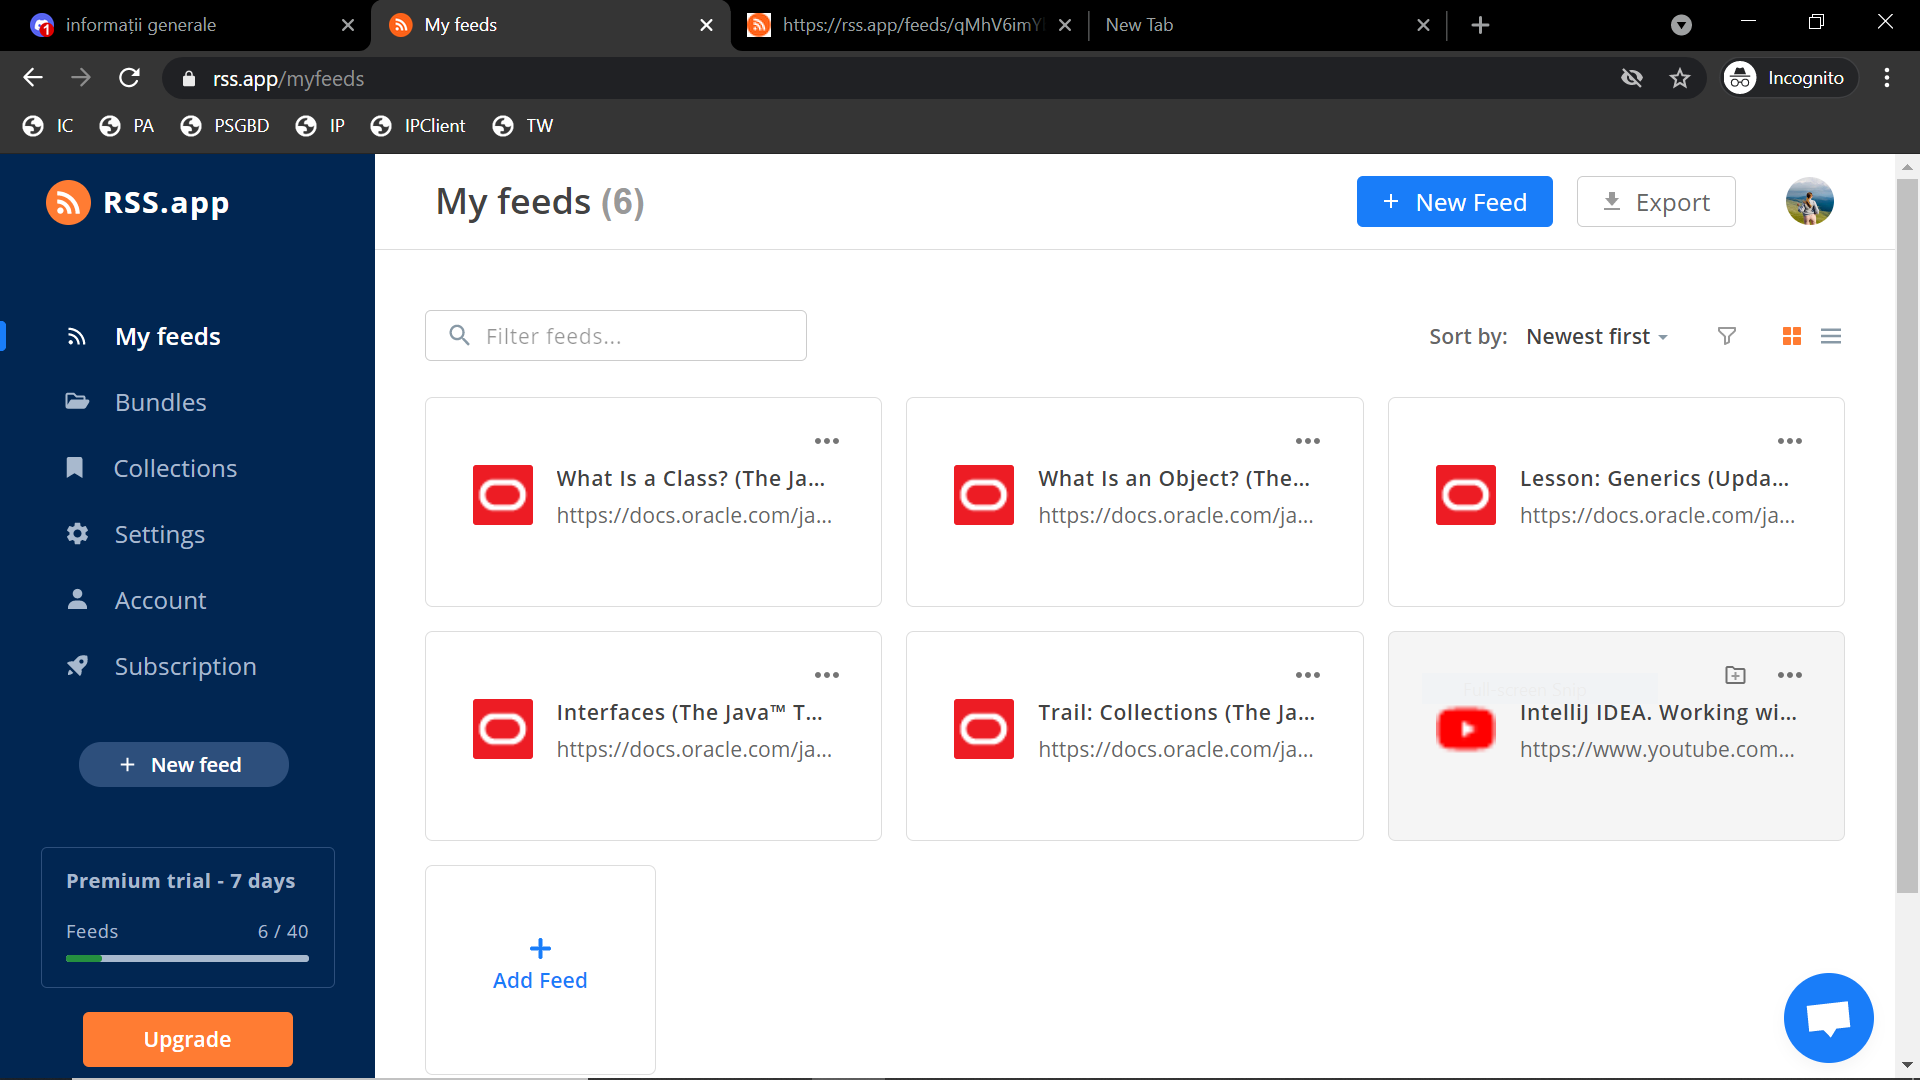 informații generale
My feeds
https://rss.app/feeds/qMhV6imY
New Tab
rss.app/myfeeds
Incognito
IC
PA
PSGBD
IP
IPClient
TW
RSS.app
My feeds (6)
+ New Feed
Export
My feeds
Bundles
Collections
Settings
Account
Subscription
+ New feed
Premium trial - 7 days
Feeds 6 / 40
Upgrade
Filter feeds...
Sort by: Newest first
What Is a Class? (The Ja...
https://docs.oracle.com/ja...
What Is an Object? (The...
https://docs.oracle.com/ja...
Lesson: Generics (Upda...
https://docs.oracle.com/ja...
Interfaces (The Java™ T...
https://docs.oracle.com/ja...
Trail: Collections (The Ja...
https://docs.oracle.com/ja...
Full-screen Snip
IntelliJ IDEA. Working wi...
https://www.youtube.com...
+
Add Feed